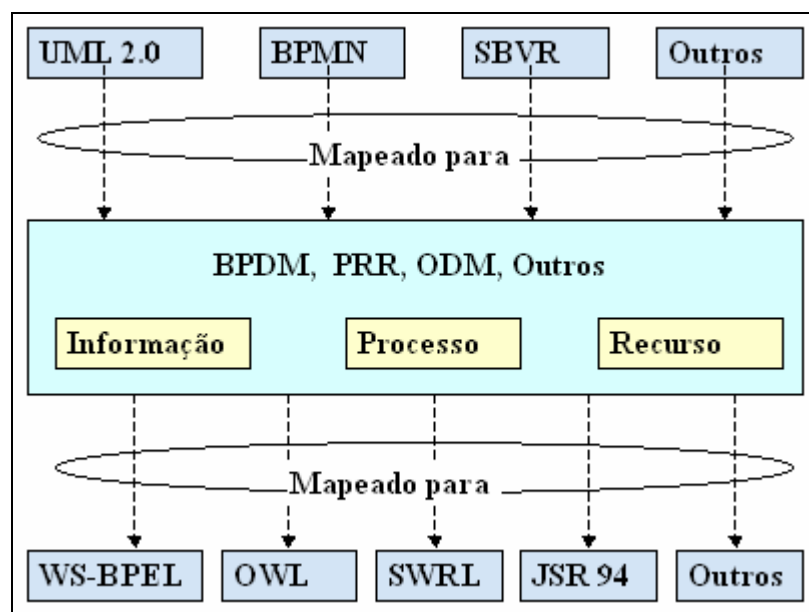 UML 2.0 BPMN SBVR Outros
Mapeado para
BPDM, PRR, ODM, Outros
Informação Processo Recurso
Mapeado para
WS-BPEL OWL SWRL JSR 94 Outros